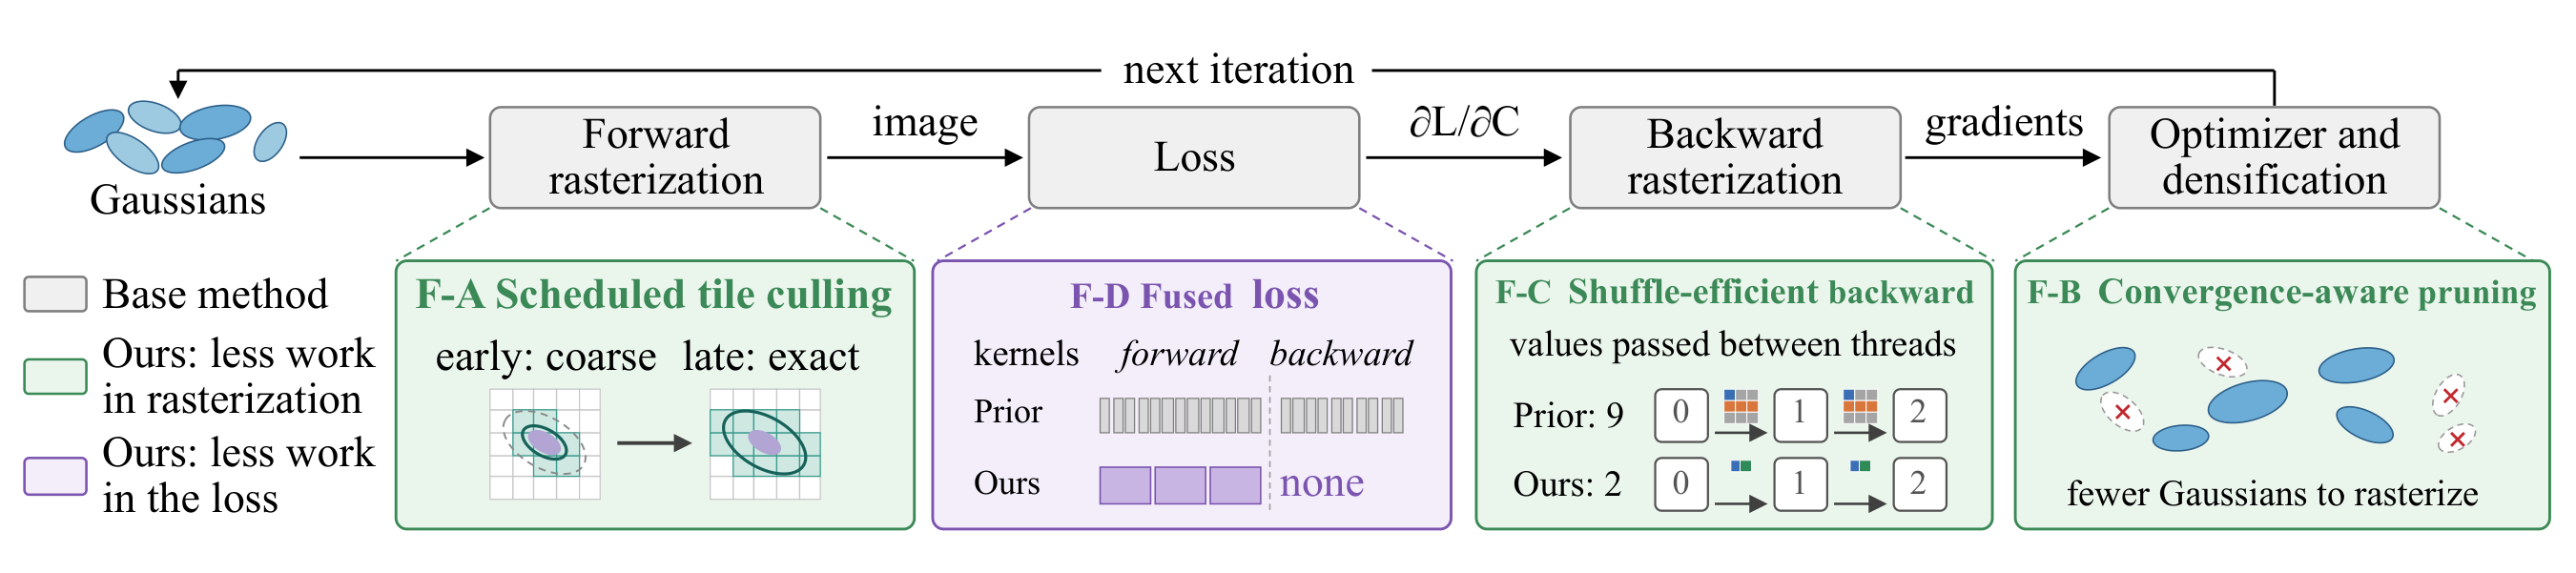 next iteration
Gaussians
Forward
rasterization
image
Loss
∂L/∂C
Backward
rasterization
gradients
Optimizer and
densification
Base method
Ours: less work
in rasterization
Ours: less work
in the loss
F-A Scheduled tile culling
early: coarse late: exact
F-D Fused loss
kernels forward backward
Prior
Ours none
F-C Shuffle-efficient backward
values passed between threads
Prior: 9 0 1 2
Ours: 2 0 1 2
F-B Convergence-aware pruning
fewer Gaussians to rasterize